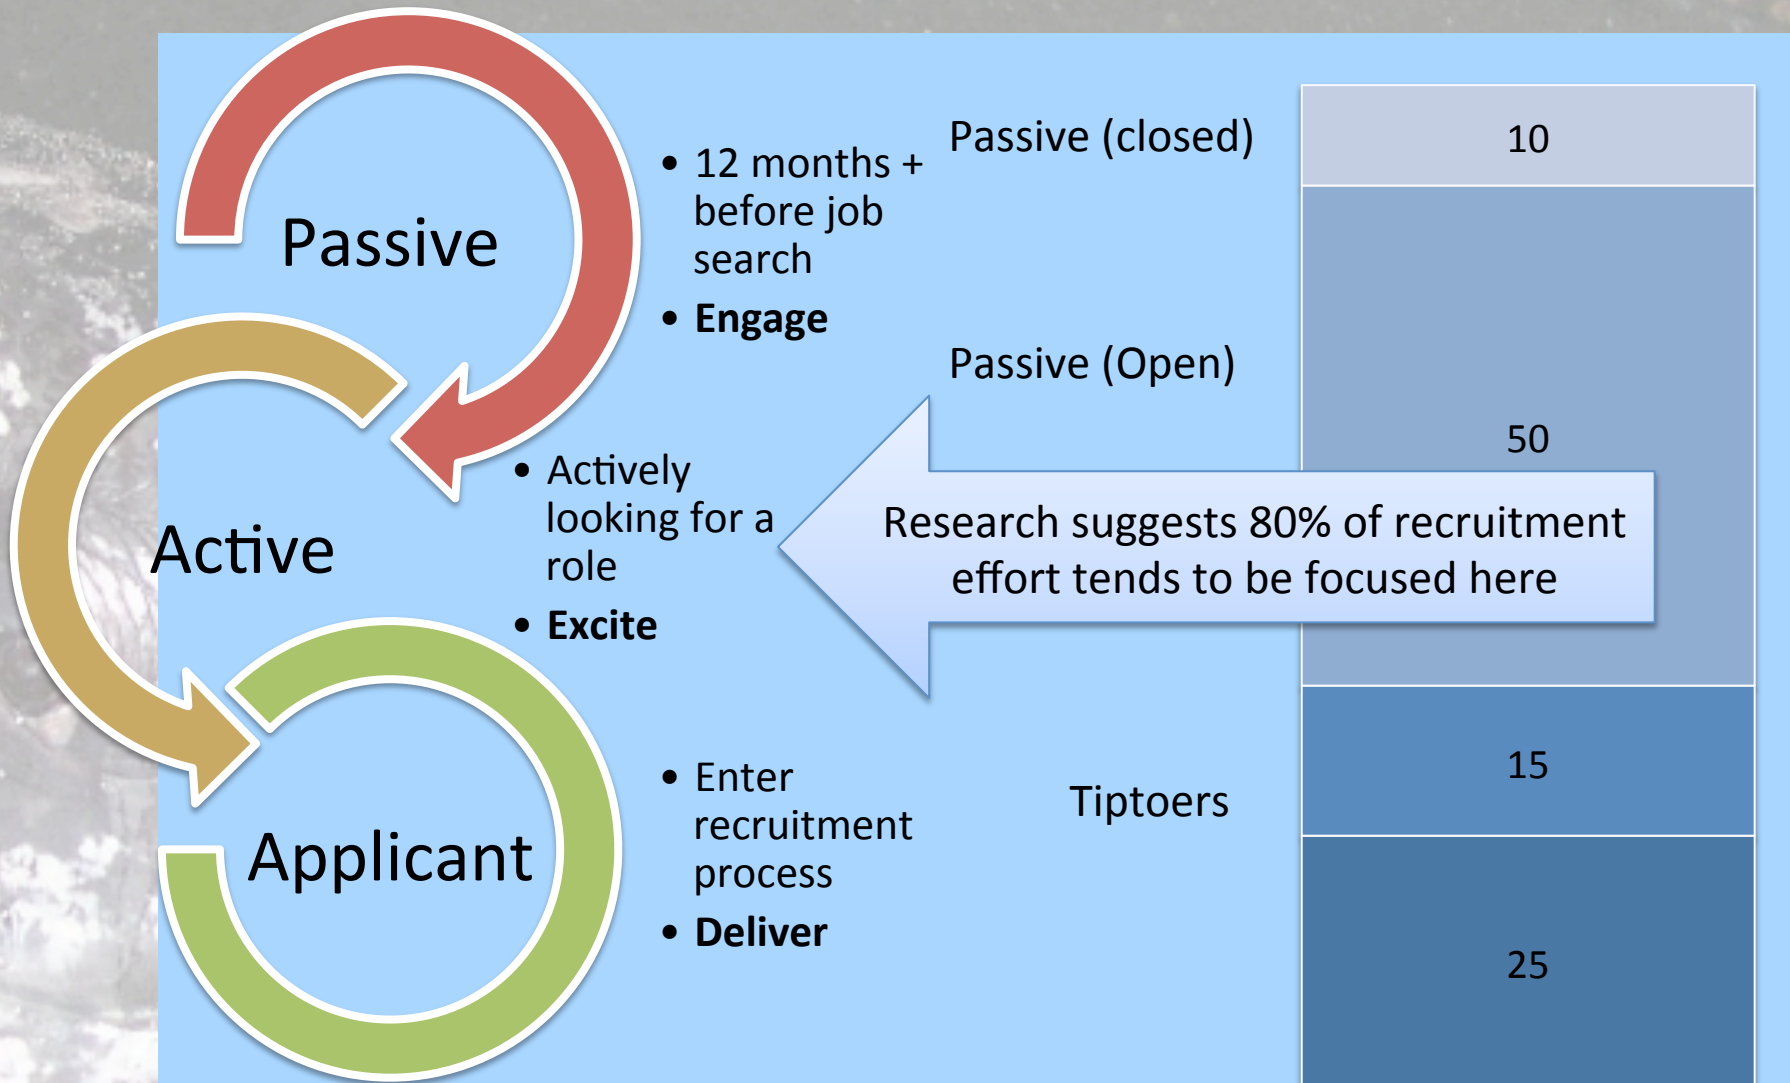 Passive
• 12 months +
before job
search
• Engage
Active
• Actively
looking for a
role
• Excite
Applicant
• Enter
recruitment
process
• Deliver
Passive (closed)
10
Passive (Open)
50
Research suggests 80% of recruitment
effort tends to be focused here
Tiptoers
15
25